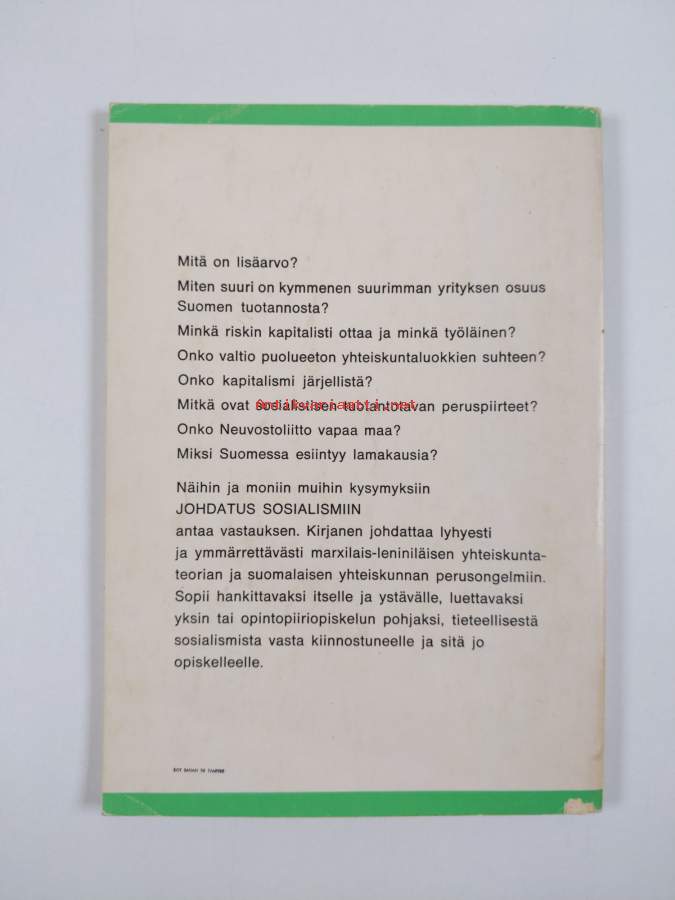 Mitä on lisäarvo?
Miten suuri on kymmenen suurimman yrityksen osuus
Suomen tuotannosta?
Minkä riskin kapitalisti ottaa ja minkä työläinen?
Onko valtio puolueeton yhteiskuntaluokkien suhteen?
Onko kapitalismi järjellistä?
Mitkä ovat sosialistisen tuotantotavan peruspiirteet?
Antikvariaatti.net
Onko Neuvostoliitto vapaa maa?
Miksi Suomessa esiintyy lamakausia?
Näihin ja moniin muihin kysymyksiin
JOHDATUS SOSIALISMIIN
antaa vastauksen. Kirjanen johdattaa lyhyesti
ja ymmärrettävästi marxilais-leniniläisen yhteiskunta-
teorian ja suomalaisen yhteiskunnan perusongelmiin.
Sopii hankittavaksi itselle ja ystävälle, luettavaksi
yksin tai opintopiiriopiskelun pohjaksi, tieteellisestä
sosialismista vasta kiinnostuneelle ja sitä jo
opiskelleelle.